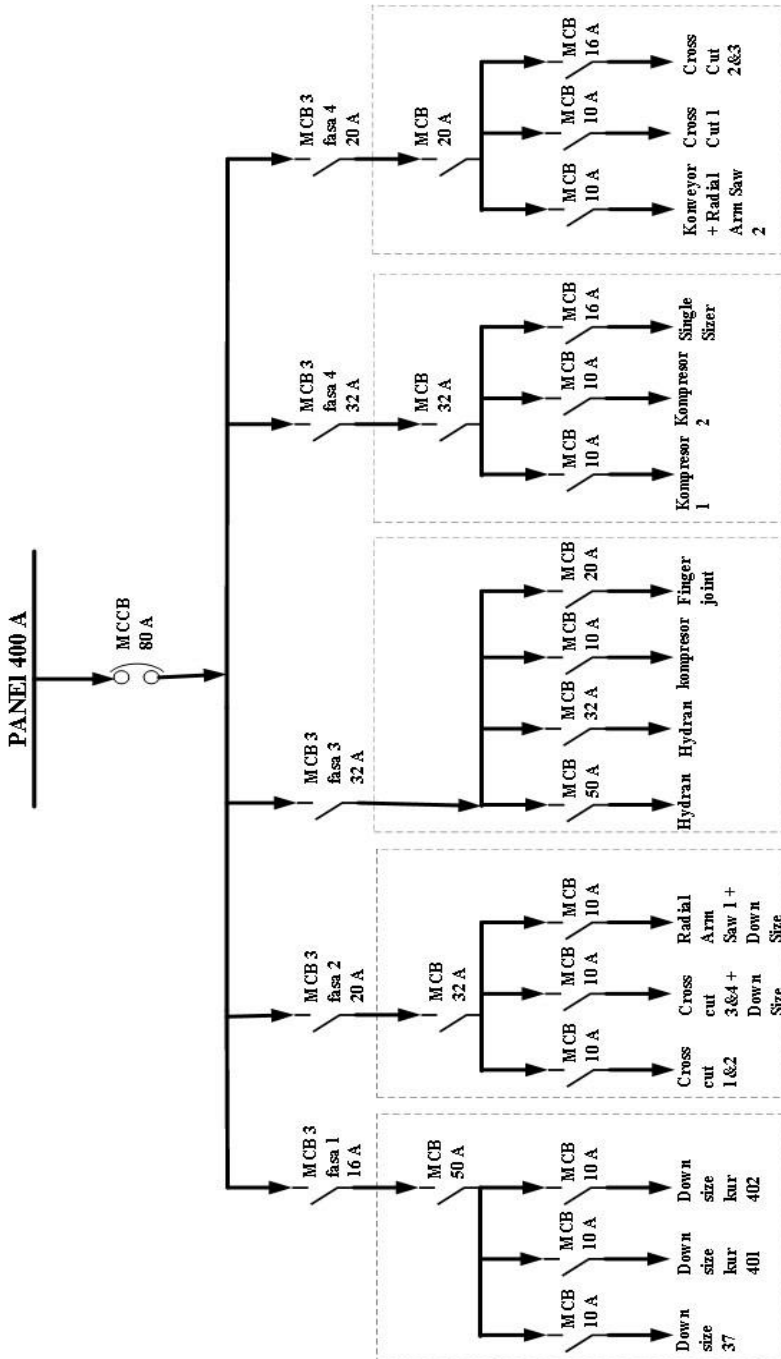 PANEl 400 A
MCCB
80 A
MCB 3
fasa 1
16 A
MCB 3
fasa 2
20 A
MCB 3
fasa 3
32 A
MCB 3
fasa 4
32 A
MCB 3
fasa 4
20 A
MCB
50 A
MCB
32 A
MCB
32 A
MCB
20 A
MCB
10 A
MCB
10 A
MCB
10 A
MCB
10 A
MCB
10 A
MCB
10 A
MCB
50 A
MCB
32 A
MCB
10 A
MCB
20 A
MCB
10 A
MCB
10 A
MCB
16 A
MCB
10 A
MCB
10 A
MCB
16 A
Down
size
37
Down
size
kur
401
Down
size
kur
402
Cross
cut
1&2
Cross
cut
3&4 +
Down
Size
Radial
Arm
Saw 1 +
Down
Size
Hydran
Hydran
kompresor
Finger
joint
Kompresor
1
Kompresor
2
Single
Sizer
Konveyor
+ Radial
Arm Saw
2
Cross
Cut 1
Cross
Cut
2&3